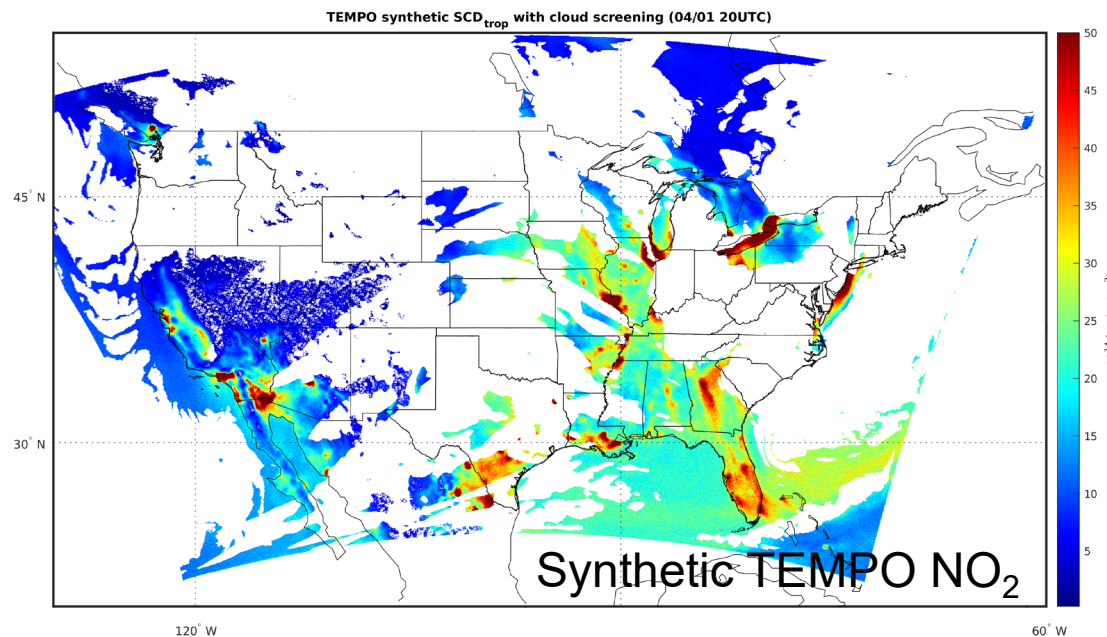 TEMPO synthetic SCD_trop with cloud screening (04/01 20UTC)
50
45
40
35
30
25
20
15
10
5
45° N
30° N
120° W
60° W
Synthetic TEMPO NO₂